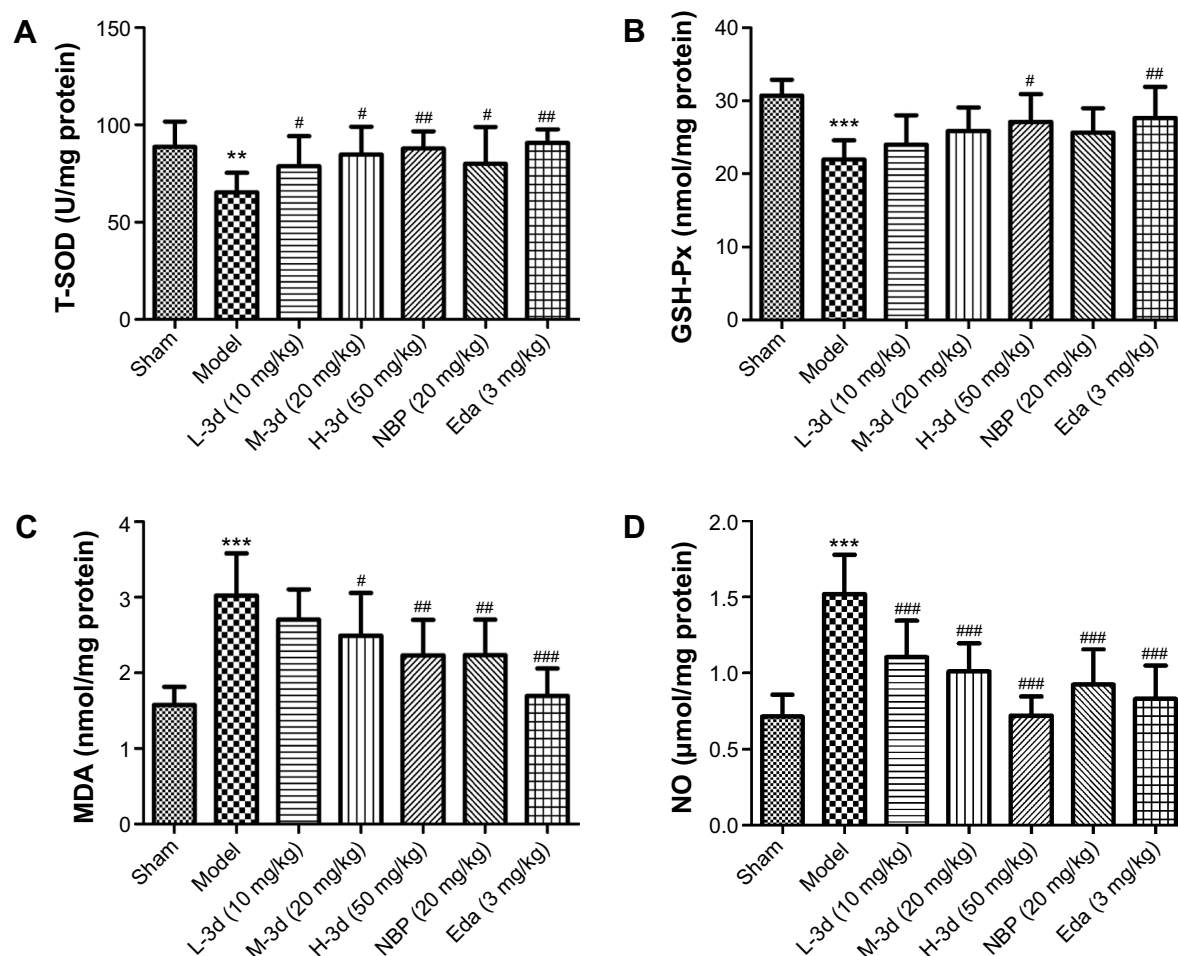 A
T-SOD (U/mg protein)
150
100
50
0
**
#
#
##
#
##
Sham
Model
L-3d (10 mg/kg)
M-3d (20 mg/kg)
H-3d (50 mg/kg)
NBP (20 mg/kg)
Eda (3 mg/kg)
B
GSH-Px (nmol/mg protein)
40
30
20
10
0
***
#
##
Sham
Model
L-3d (10 mg/kg)
M-3d (20 mg/kg)
H-3d (50 mg/kg)
NBP (20 mg/kg)
Eda (3 mg/kg)
C
MDA (nmol/mg protein)
4
3
2
1
0
***
#
##
##
###
Sham
Model
L-3d (10 mg/kg)
M-3d (20 mg/kg)
H-3d (50 mg/kg)
NBP (20 mg/kg)
Eda (3 mg/kg)
D
NO (μmol/mg protein)
2.0
1.5
1.0
0.5
0.0
***
###
###
###
###
###
Sham
Model
L-3d (10 mg/kg)
M-3d (20 mg/kg)
H-3d (50 mg/kg)
NBP (20 mg/kg)
Eda (3 mg/kg)